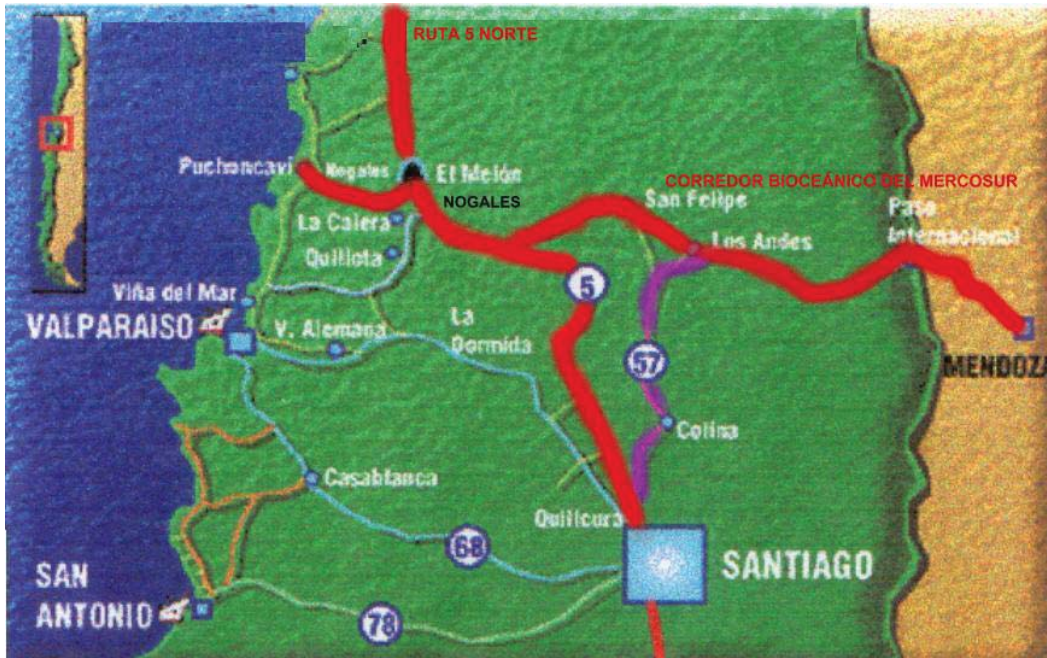 RUTA 5 NORTE
Puchoncavi
Nogales
El Melón
NOGALES
CORREDOR BIOCEÁNICO DEL MERCOSUR
San Felipe
Paso
Internacional
La Calera
Quillota
Los Andes
5
Viña del Mar
VALPARAISO
V. Alemana
La
Dormida
57
MENDOZA
Colina
Casablanca
Quilicura
68
SANTIAGO
SAN
ANTONIO
78